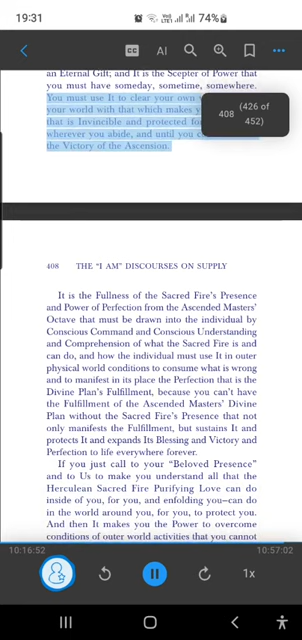 19:31
74%
CC
AI
an Eternal Gift; and It is the Scepter of Power that
you must have someday, sometime, somewhere.
You must use It to clear your own
your world with that which makes
that is Invincible and protected
wherever you abide, and until you
the Victory of the Ascension.
408
(426 of
452)
408 THE "I AM" DISCOURSES ON SUPPLY
It is the Fullness of the Sacred Fire's Presence
and Power of Perfection from the Ascended Masters'
Octave that must be drawn into the individual by
Conscious Command and Conscious Understanding
and Comprehension of what the Sacred Fire is and
can do, and how the individual must use It in outer
physical world conditions to consume what is wrong
and to manifest in its place the Perfection that is the
Divine Plan's Fulfillment, because you can't have
the Fulfillment of the Ascended Masters' Divine
Plan without the Sacred Fire's Presence that not
only manifests the Fulfillment, but sustains It and
protects It and expands Its Blessing and Victory and
Perfection to life everywhere forever.
If you just call to your "Beloved Presence"
and to Us to make you understand all that the
Herculean Sacred Fire Purifying Love can do
inside of you, for you, and enfolding you—can do
in the world around you, for you, to protect you.
And then It makes you the Power to overcome
conditions of outer world activities that you cannot
10:16:52
10:57:02
1x